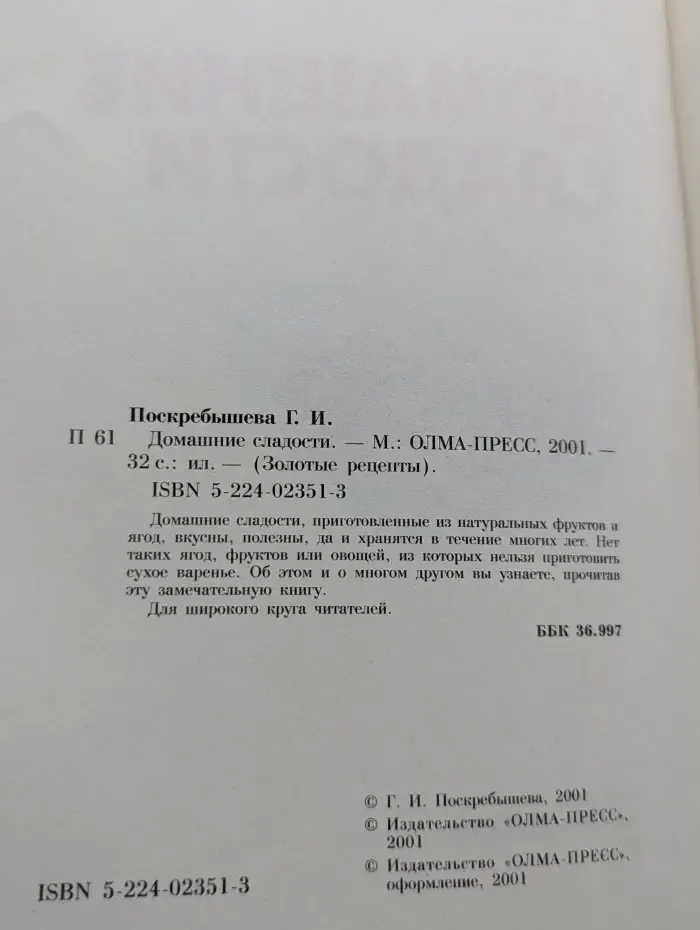 Поскребышева Г. И.
П 61 Домашние сладости. — М.: ОЛМА-ПРЕСС, 2001. —
32 с.: ил. — (Золотые рецепты).
ISBN 5-224-02351-3
Домашние сладости, приготовленные из натуральных фруктов и
ягод, вкусны, полезны, да и хранятся в течение многих лет. Нет
таких ягод, фруктов или овощей, из которых нельзя приготовить
сухое варенье. Об этом и о многом другом вы узнаете, прочитав
эту замечательную книгу.
Для широкого круга читателей.
ББК 36.997
© Г. И. Поскребышева, 2001
© Издательство «ОЛМА-ПРЕСС»,
2001
© Издательство «ОЛМА-ПРЕСС»,
оформление, 2001
ISBN 5-224-02351-3